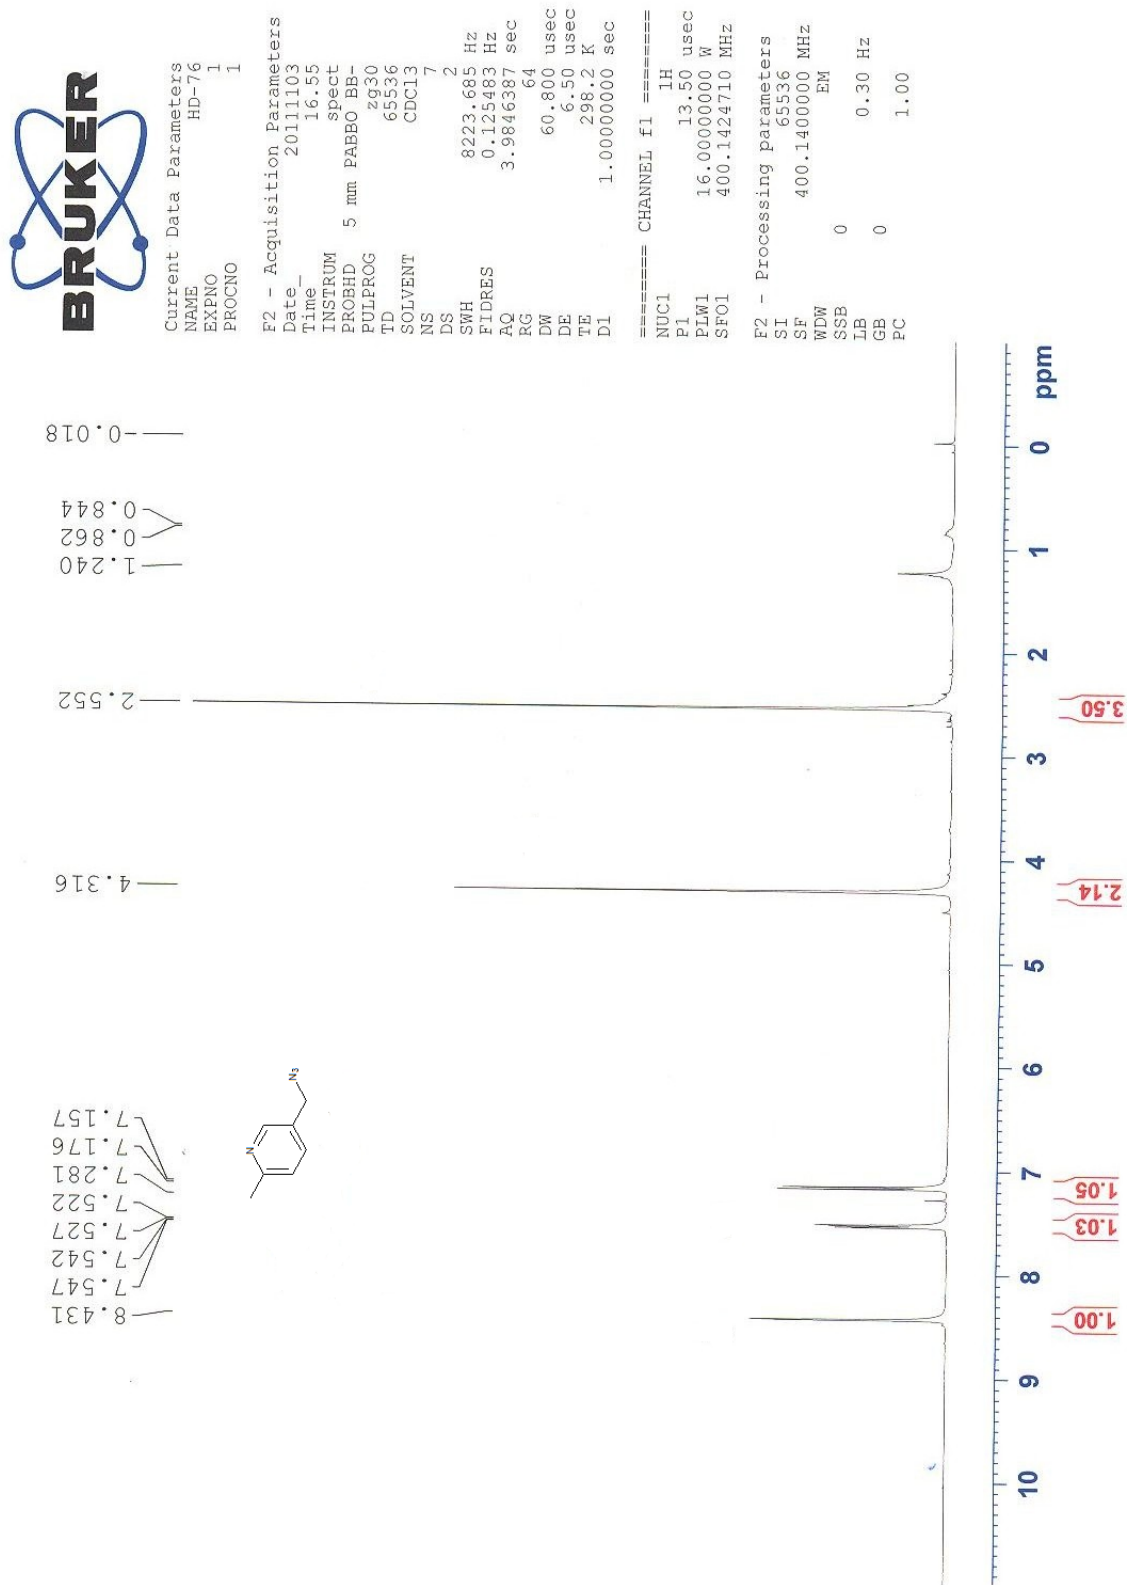 BRUKER
Current Data Parameters
NAME HD-76
EXPNO 1
PROCNO 1
F2 - Acquisition Parameters
Date_ 20111103
Time 16.55
INSTRUM spect
PROBHD 5 mm PABBO BB-
PULPROG zg30
TD 65536
SOLVENT CDCl3
NS 7
DS 2
SWH 8223.685 Hz
FIDRES 0.125483 Hz
AQ 3.9846387 sec
RG 64
DW 60.800 usec
DE 6.50 usec
TE 298.2 K
D1 1.00000000 sec
======== CHANNEL f1 ========
NUC1 1H
P1 13.50 usec
PLW1 16.00000000 W
SFO1 400.1424710 MHz
F2 - Processing parameters
SI 65536
SF 400.1400000 MHz
WDW EM
SSB 0
LB 0.30 Hz
GB 0
PC 1.00
8.431
7.547
7.542
7.527
7.522
7.281
7.176
7.157
4.316
2.552
1.240
0.862
0.844
-0.018
N
N3
10 9 8 7 6 5 4 3 2 1 0 ppm
1.00
1.03
1.05
2.14
3.50